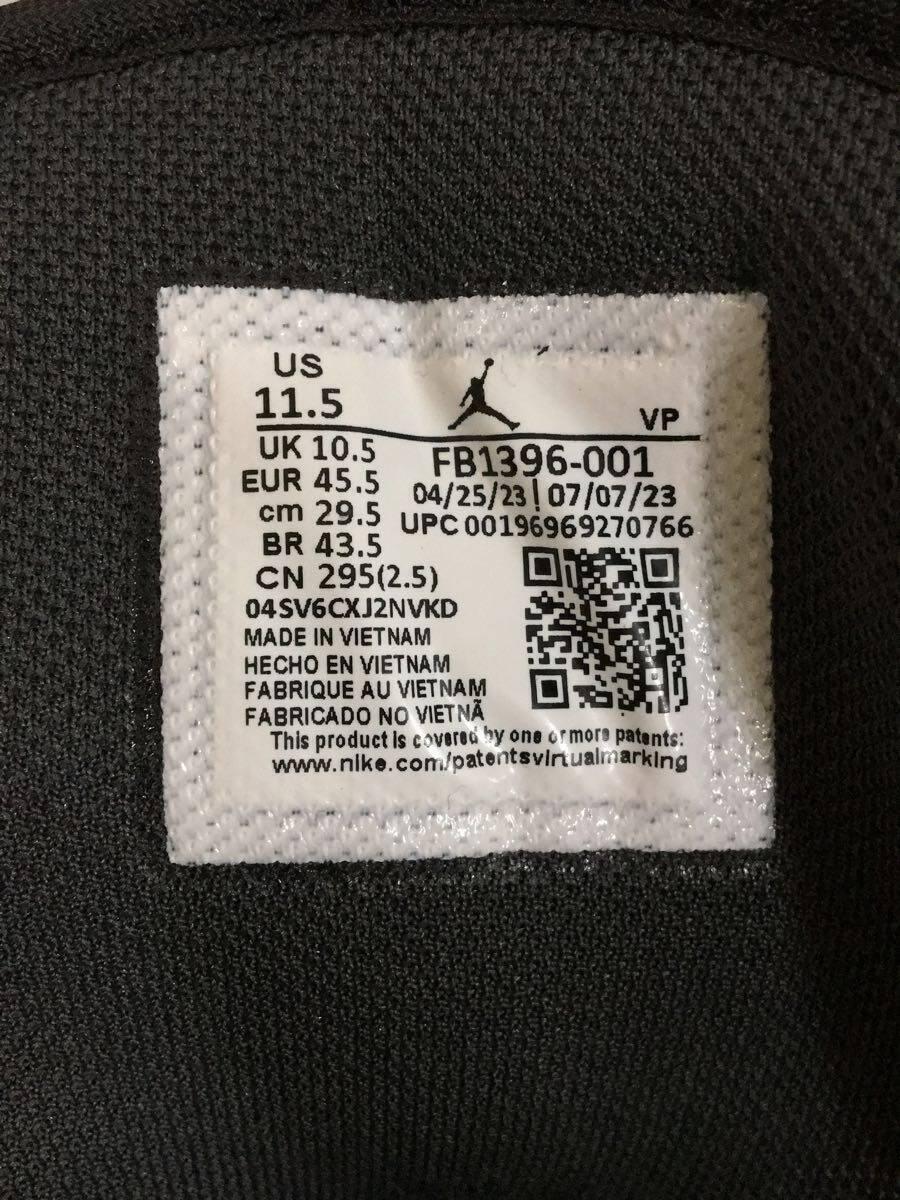 US
11.5
VP
UK 10.5
EUR 45.5
cm 29.5
BR 43.5
CN 295(2.5)
FB1396-001
04/25/23 | 07/07/23
UPC 00196969270766
04SV6CXJ2NVKD
MADE IN VIETNAM
HECHO EN VIETNAM
FABRIQUE AU VIETNAM
FABRICADO NO VIETNÃ
This product is covered by one or more patents:
www.nike.com/patentsvirtualmarking